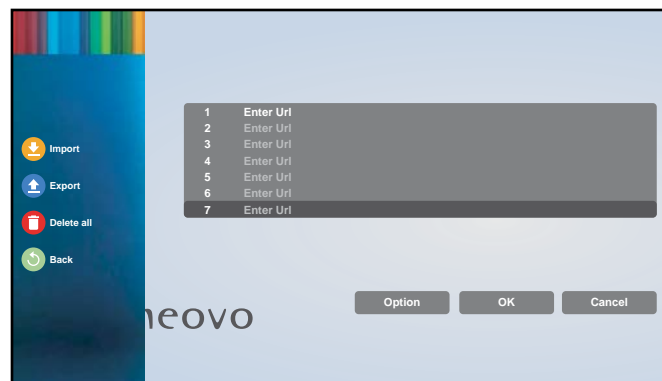 Import
Export
Delete all
Back
1 Enter Url
2 Enter Url
3 Enter Url
4 Enter Url
5 Enter Url
6 Enter Url
7 Enter Url
Option OK Cancel
neovo